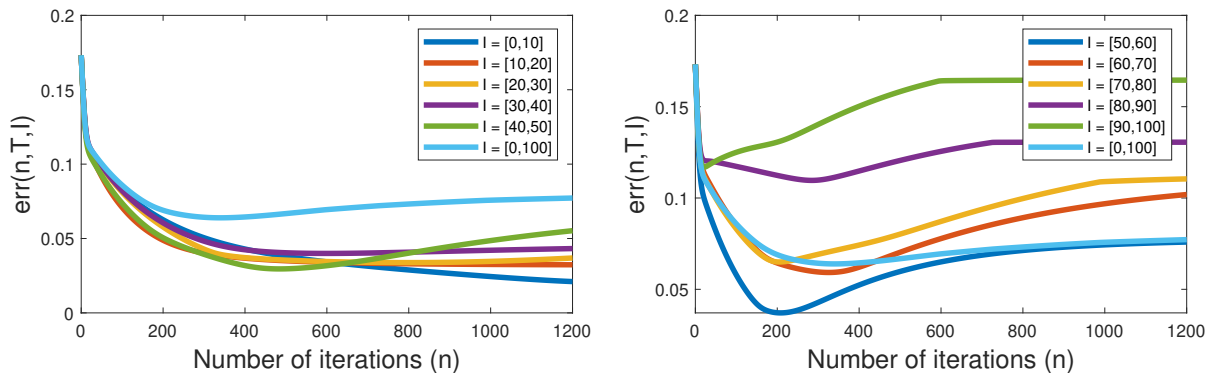 0.2
0.15
0.1
0.05
0
err(n,T,I)
0 200 400 600 800 1000 1200
Number of iterations (n)
I = [0,10]
I = [10,20]
I = [20,30]
I = [30,40]
I = [40,50]
I = [0,100]
0.2
0.15
0.1
0.05
err(n,T,I)
0 200 400 600 800 1000 1200
Number of iterations (n)
I = [50,60]
I = [60,70]
I = [70,80]
I = [80,90]
I = [90,100]
I = [0,100]